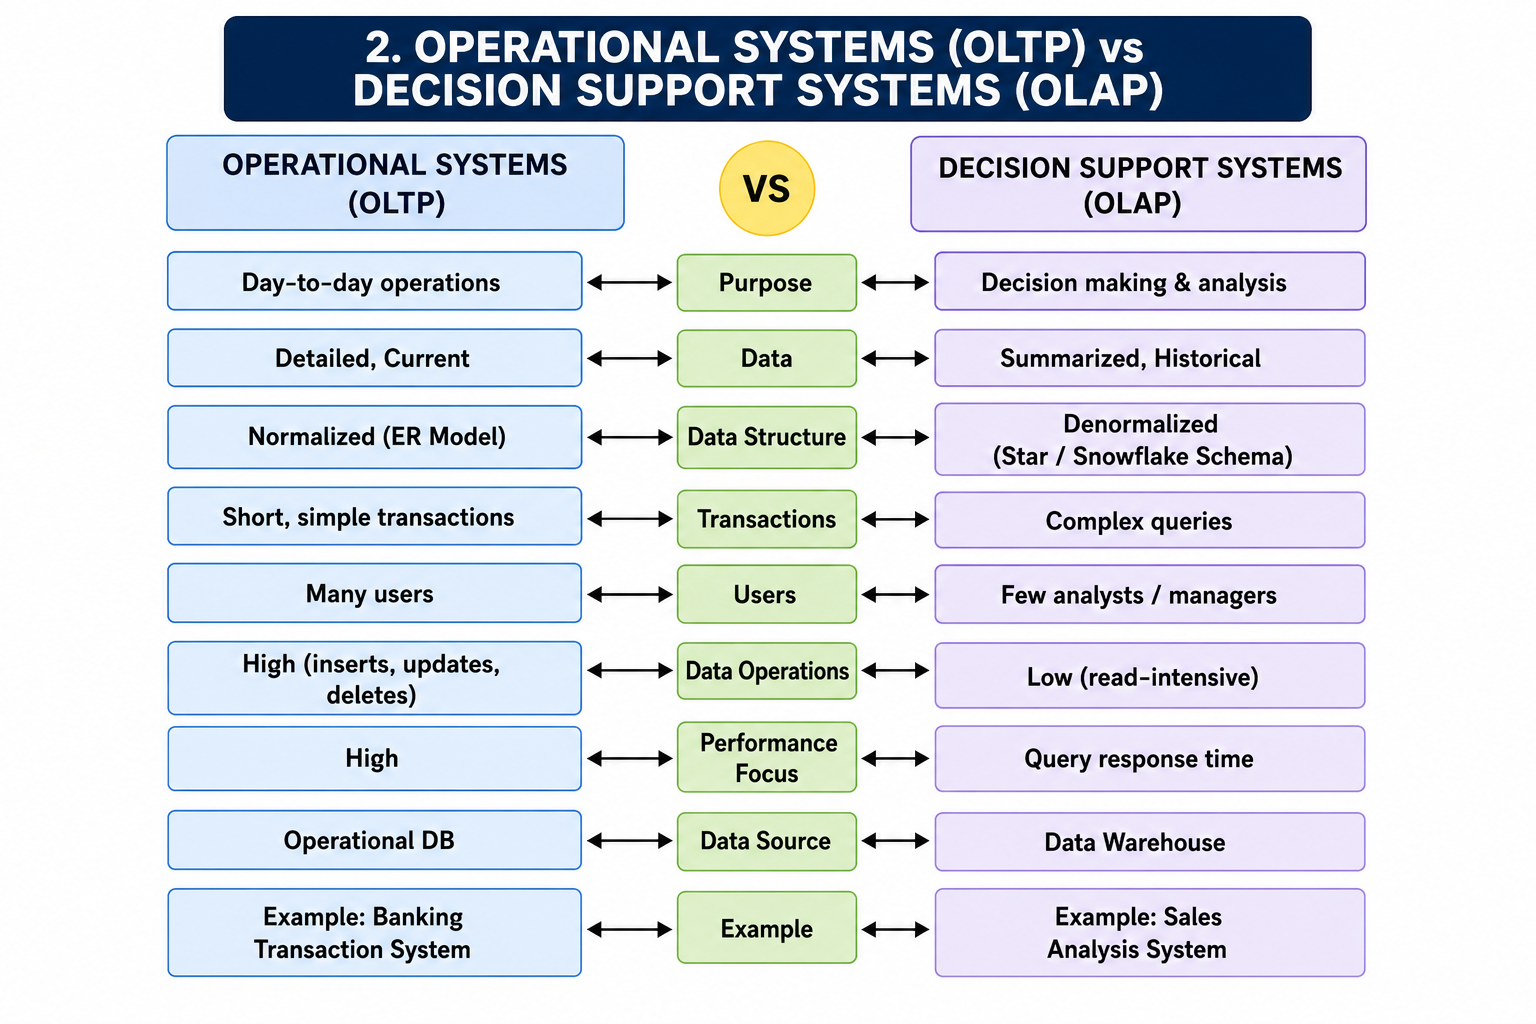 2. OPERATIONAL SYSTEMS (OLTP) vs
DECISION SUPPORT SYSTEMS (OLAP)
OPERATIONAL SYSTEMS
(OLTP)
VS
DECISION SUPPORT SYSTEMS
(OLAP)
Day-to-day operations
Purpose
Decision making & analysis
Detailed, Current
Data
Summarized, Historical
Normalized (ER Model)
Data Structure
Denormalized
(Star / Snowflake Schema)
Short, simple transactions
Transactions
Complex queries
Many users
Users
Few analysts / managers
High (inserts, updates,
deletes)
Data Operations
Low (read-intensive)
High
Performance
Focus
Query response time
Operational DB
Data Source
Data Warehouse
Example: Banking
Transaction System
Example
Example: Sales
Analysis System